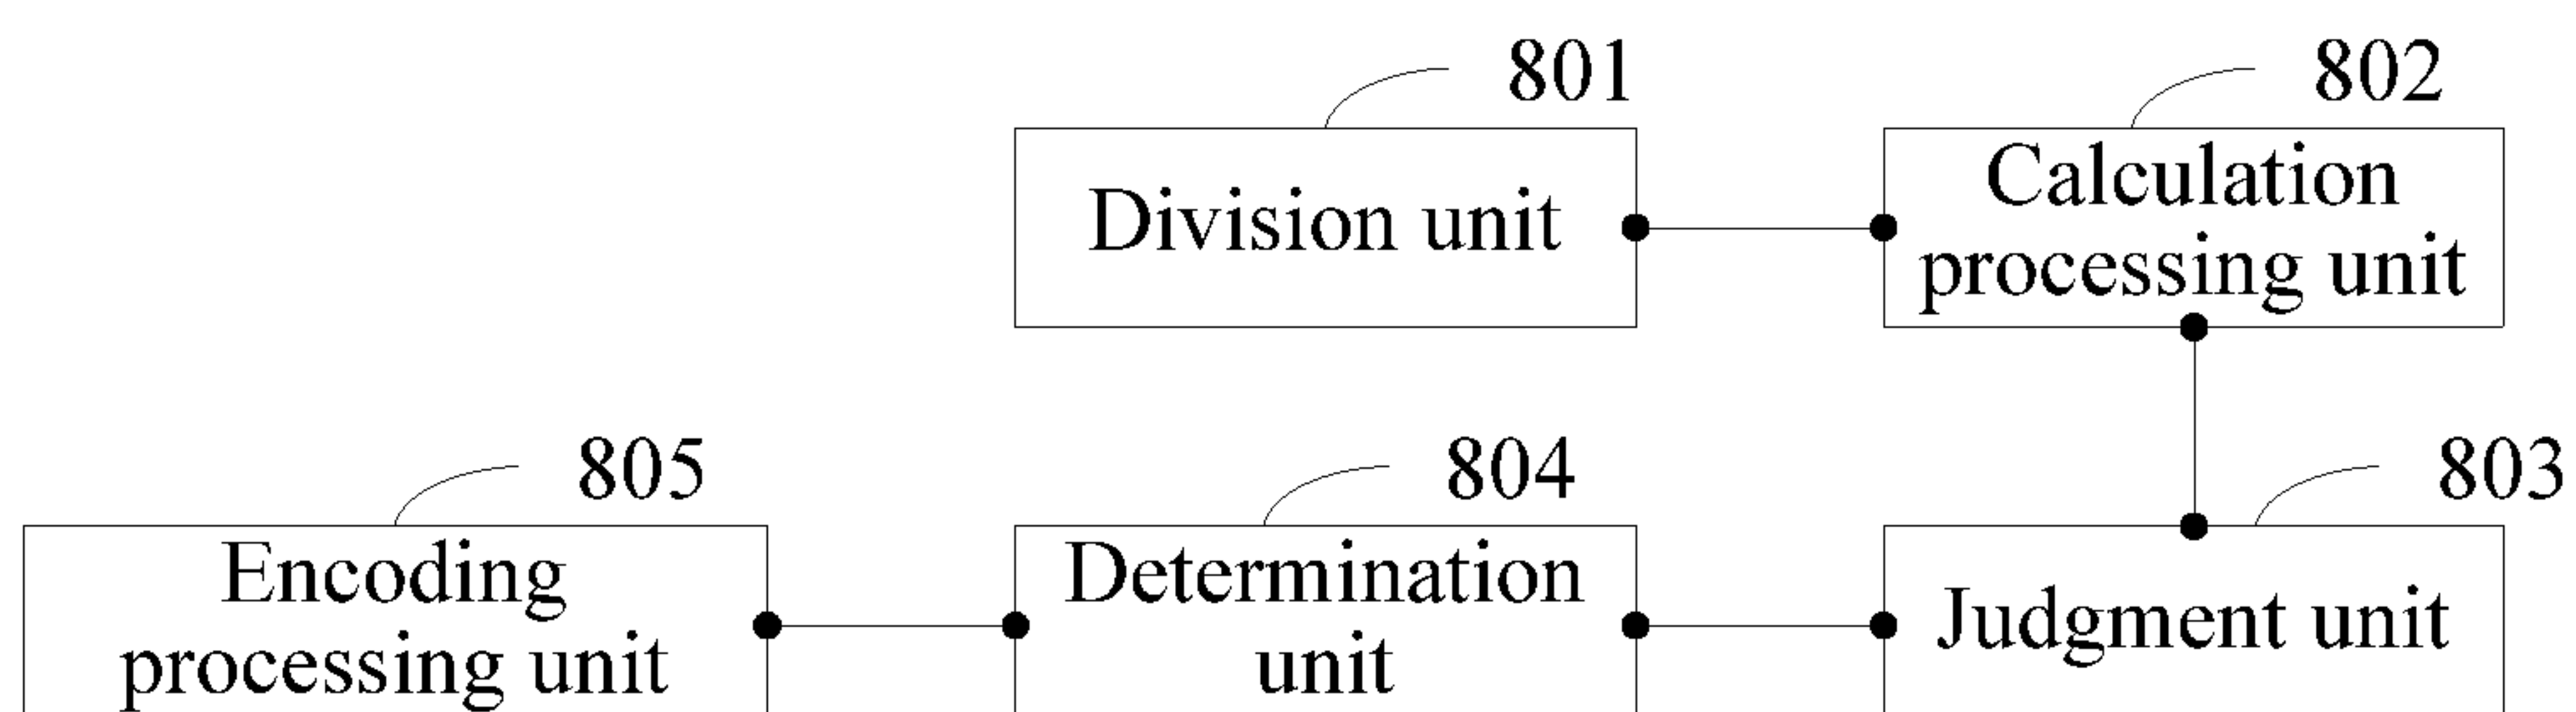 801
802
Division unit
Calculation
processing unit
805
804
803
Encoding
processing unit
Determination
unit
Judgment unit